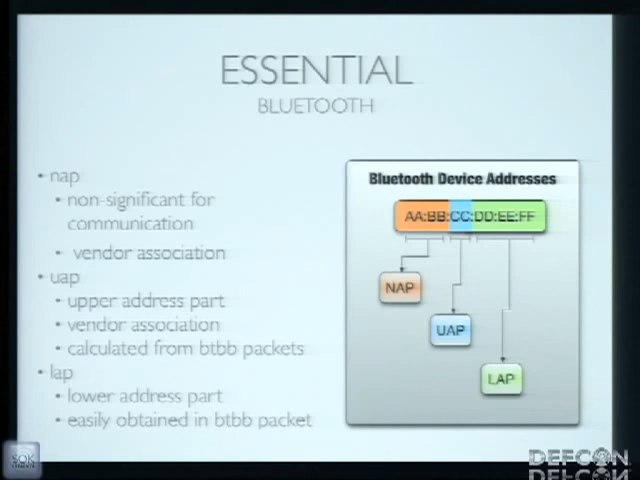 ESSENTIAL
BLUETOOTH
• nap
• non-significant for
communication
• vendor association
• uap
• upper address part
• vendor association
• calculated from btbb packets
• lap
• lower address part
• easily obtained in btbb packet
Bluetooth Device Addresses
AA:BB:CC:DD:EE:FF
NAP
UAP
LAP
SOK
DEFCON
DEFCON